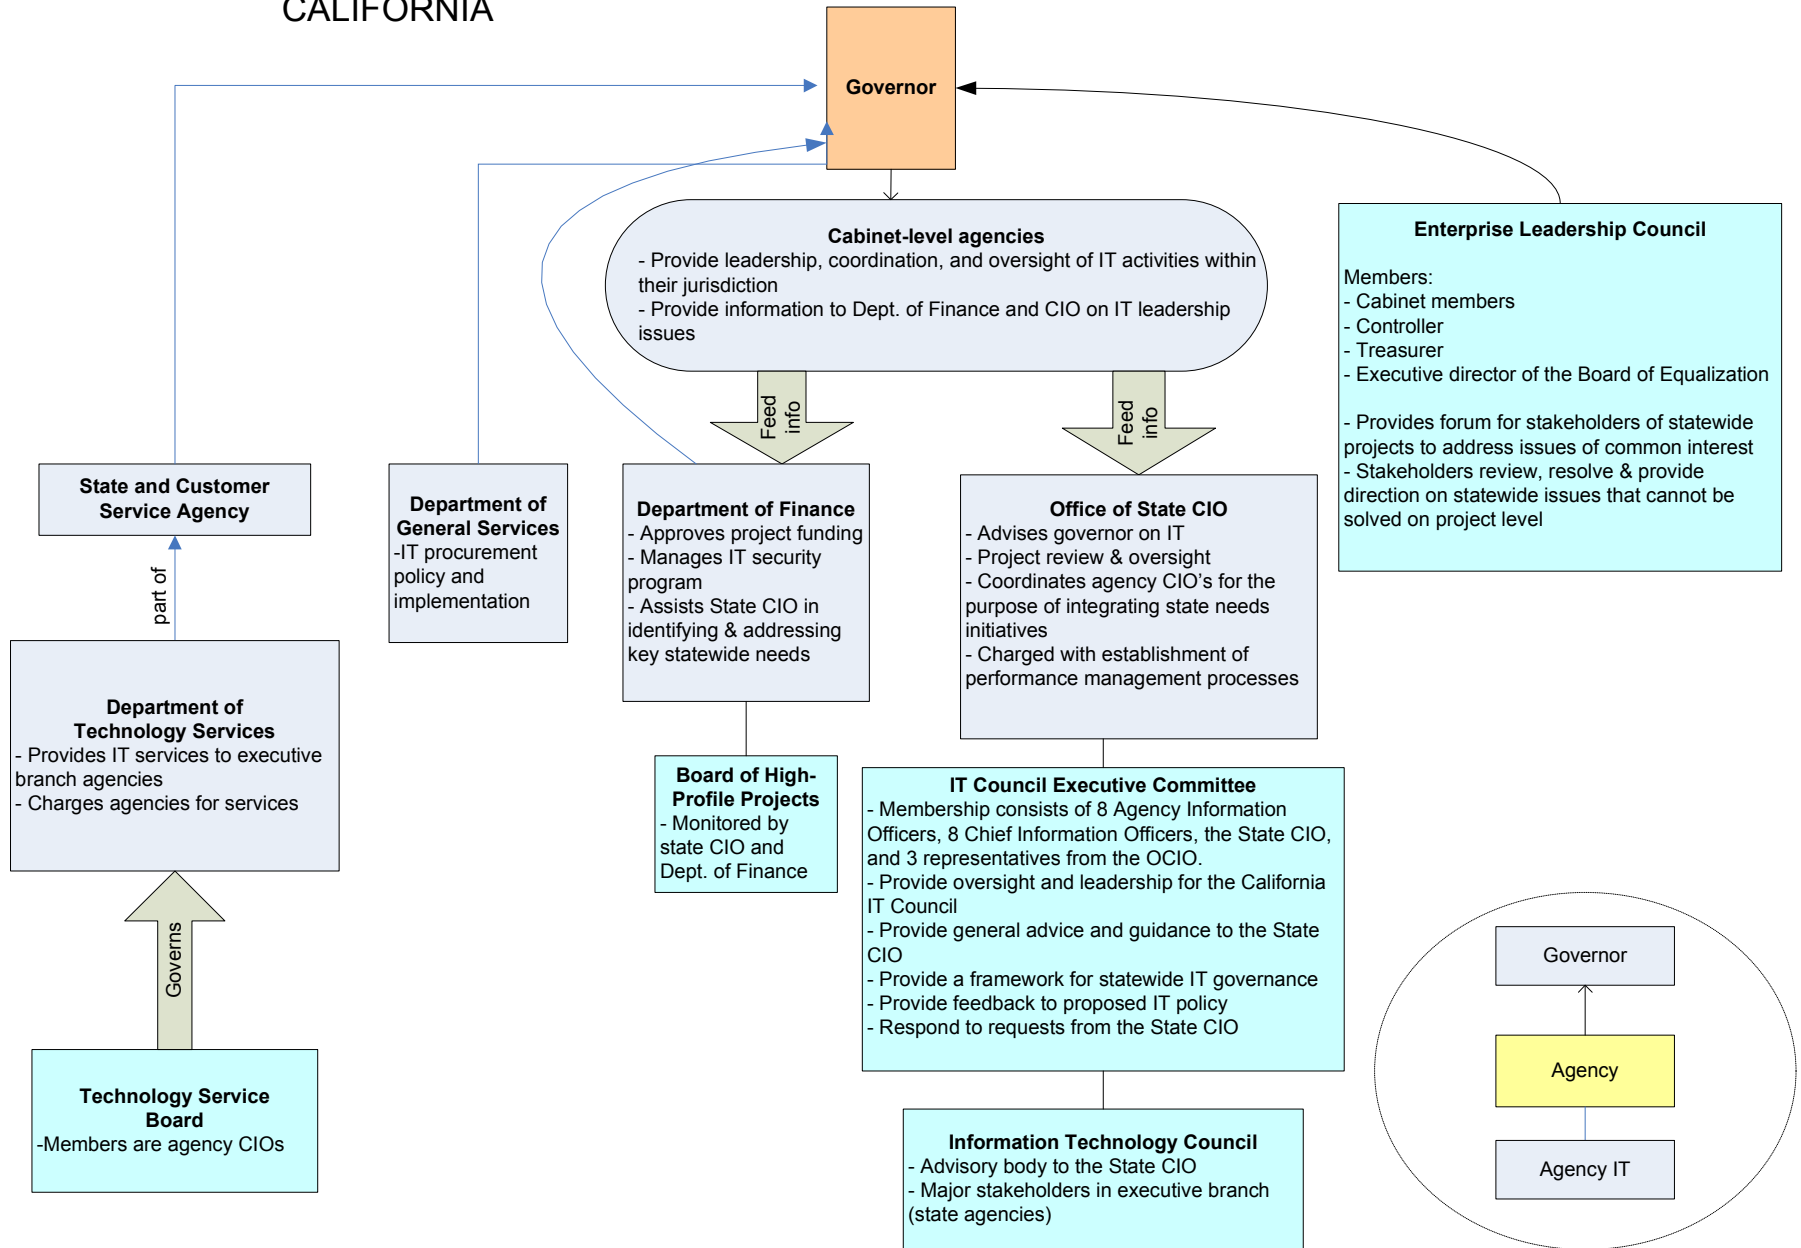 CALIFORNIA
Governor
Cabinet-level agencies
- Provide leadership, coordination, and oversight of IT activities within
their jurisdiction
- Provide information to Dept. of Finance and CIO on IT leadership
issues
Enterprise Leadership Council
Members:
- Cabinet members
- Controller
- Treasurer
- Executive director of the Board of Equalization
- Provides forum for stakeholders of statewide
projects to address issues of common interest
- Stakeholders review, resolve & provide
direction on statewide issues that cannot be
solved on project level
Feed
info
Feed
info
State and Customer
Service Agency
part of
Department of
General Services
-IT procurement
policy and
implementation
Department of Finance
- Approves project funding
- Manages IT security
program
- Assists State CIO in
identifying & addressing
key statewide needs
Office of State CIO
- Advises governor on IT
- Project review & oversight
- Coordinates agency CIO’s for the
purpose of integrating state needs
initiatives
- Charged with establishment of
performance management processes
Department of
Technology Services
- Provides IT services to executive
branch agencies
- Charges agencies for services
Board of High-
Profile Projects
- Monitored by
state CIO and
Dept. of Finance
IT Council Executive Committee
- Membership consists of 8 Agency Information
Officers, 8 Chief Information Officers, the State CIO,
and 3 representatives from the OCIO.
- Provide oversight and leadership for the California
IT Council
- Provide general advice and guidance to the State
CIO
- Provide a framework for statewide IT governance
- Provide feedback to proposed IT policy
- Respond to requests from the State CIO
Governs
Technology Service
Board
-Members are agency CIOs
Information Technology Council
- Advisory body to the State CIO
- Major stakeholders in executive branch
(state agencies)
Governor
Agency
Agency IT